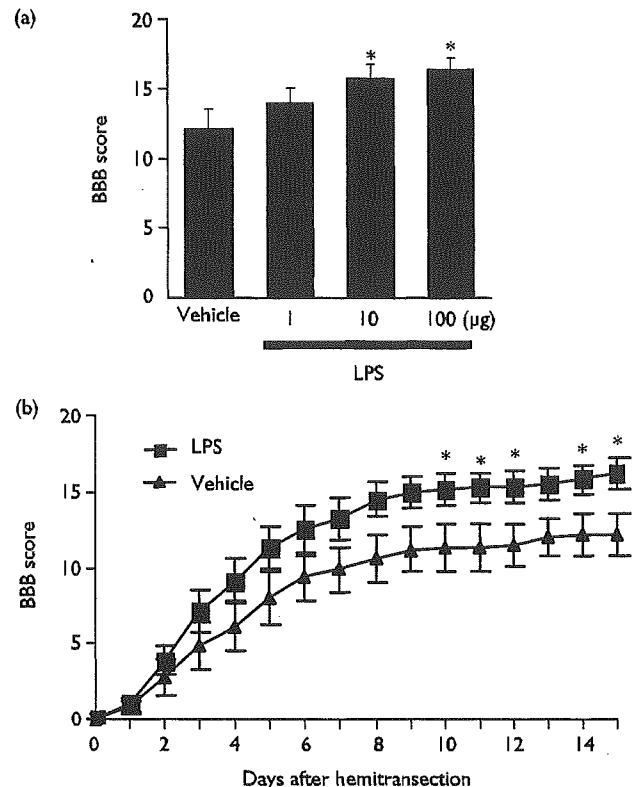 (a)
20
15
10
5
0
BBB score
* *
Vehicle 1 10 100 (µg)
LPS
(b)
20
15
10
5
0
BBB score
LPS
Vehicle
* * * * *
0 2 4 6 8 10 12 14
Days after hemitransection